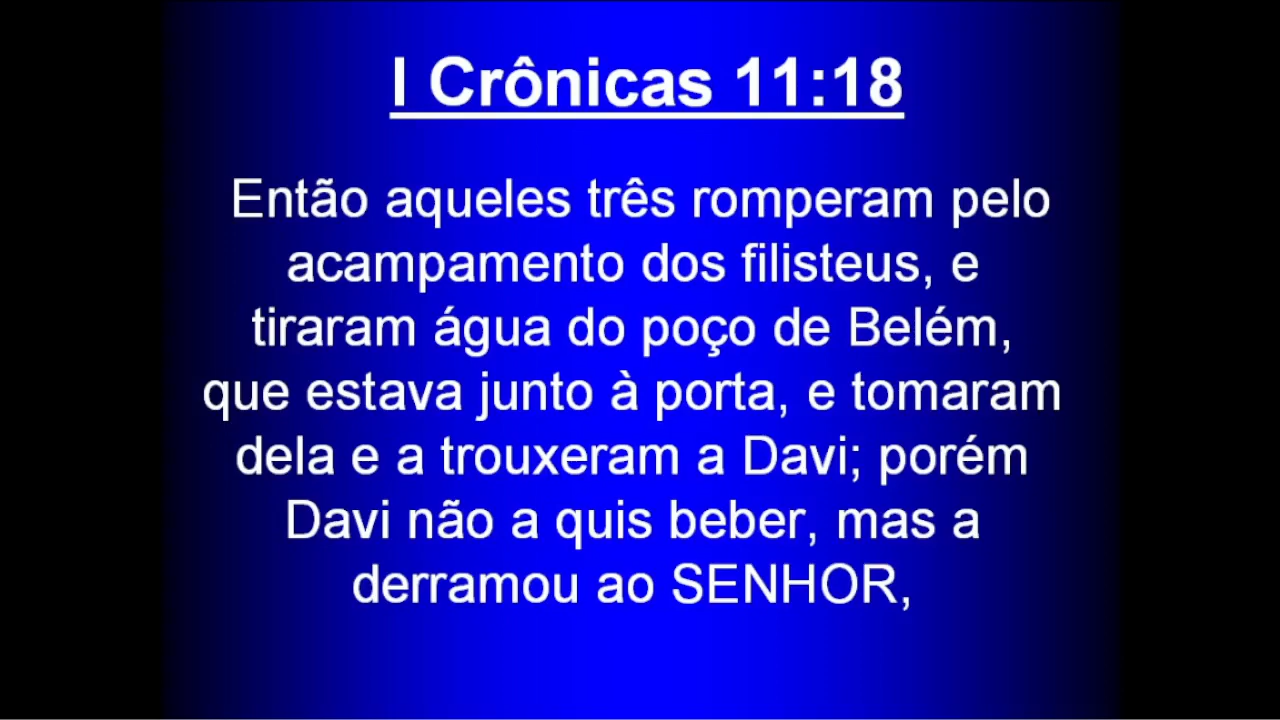 I Crônicas 11:18
Então aqueles três romperam pelo
acampamento dos filisteus, e
tiraram água do poço de Belém,
que estava junto à porta, e tomaram
dela e a trouxeram a Davi; porém
Davi não a quis beber, mas a
derramou ao SENHOR,